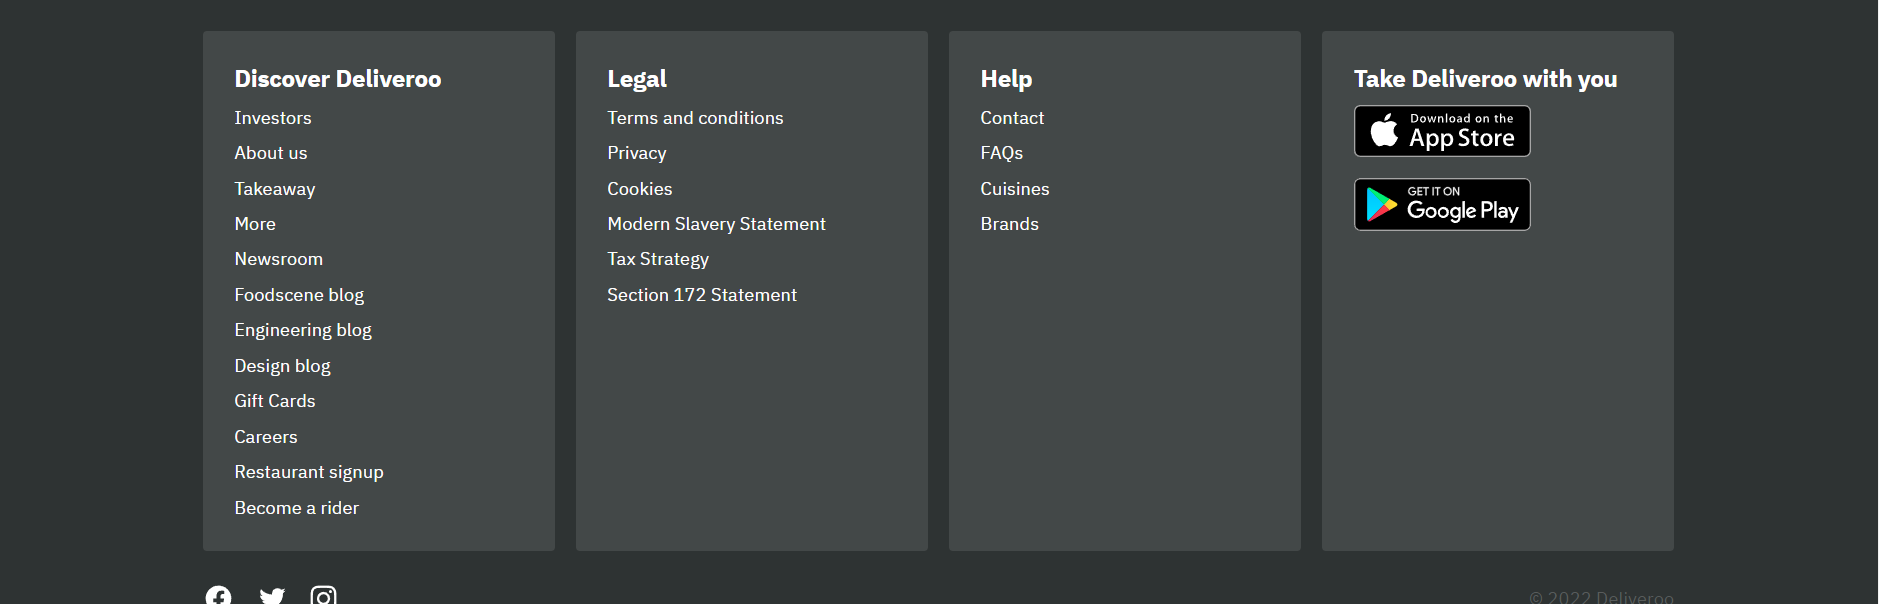 Discover Deliveroo
Investors
About us
Takeaway
More
Newsroom
Foodscene blog
Engineering blog
Design blog
Gift Cards
Careers
Restaurant signup
Become a rider
Legal
Terms and conditions
Privacy
Cookies
Modern Slavery Statement
Tax Strategy
Section 172 Statement
Help
Contact
FAQs
Cuisines
Brands
Take Deliveroo with you
Download on the
App Store
GET IT ON
Google Play
© 2022 Deliveroo